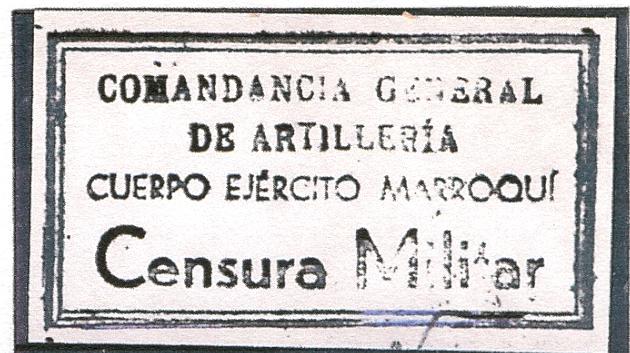 COMANDANCIA GENERAL
DE ARTILLERÍA
CUERPO EJÉRCITO MARROQUÍ
Censura Militar